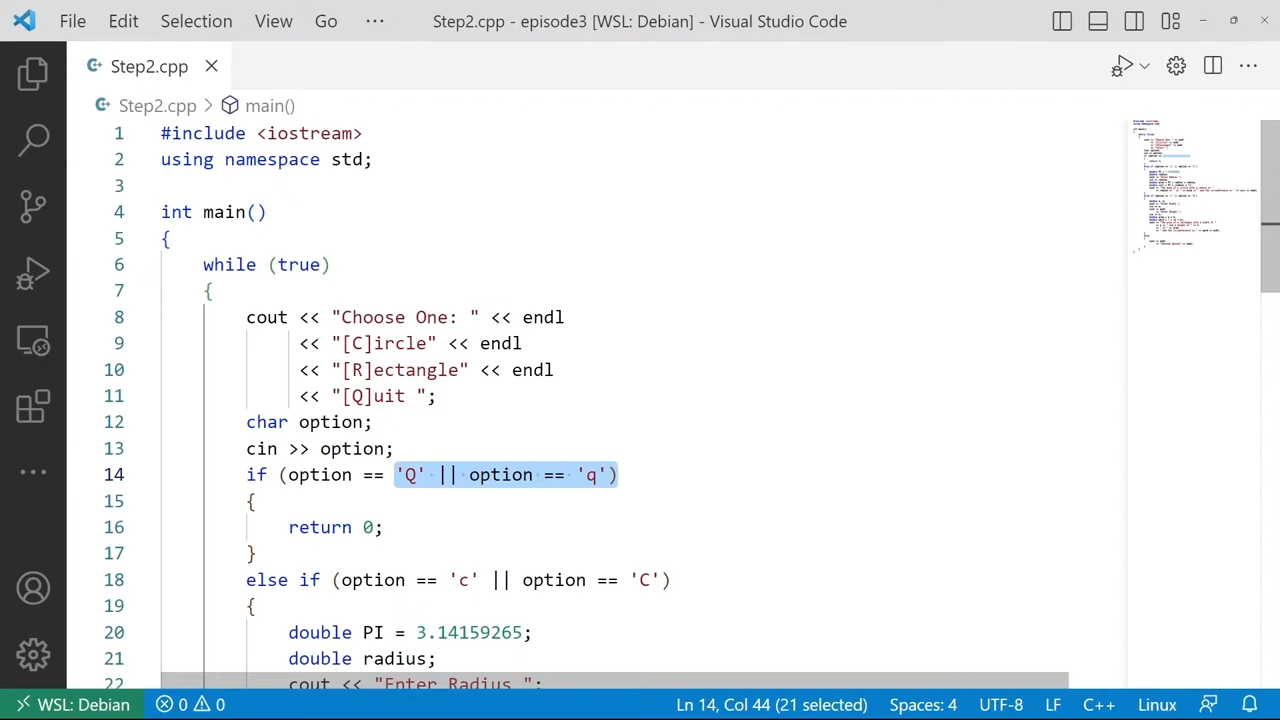 File Edit Selection View Go ··· Step2.cpp - episode3 [WSL: Debian] - Visual Studio Code
Step2.cpp
Step2.cpp > main()
1 #include <iostream>
2 using namespace std;
3
4 int main()
5 {
6 while (true)
7 {
8 cout << "Choose One: " << endl
9 << "[C]ircle" << endl
10 << "[R]ectangle" << endl
11 << "[Q]uit ";
12 char option;
13 cin >> option;
14 if (option == 'Q' || option == 'q')
15 {
16 return 0;
17 }
18 else if (option == 'c' || option == 'C')
19 {
20 double PI = 3.14159265;
21 double radius;
22 cout << "Enter Radius ";
WSL: Debian 0 0 Ln 14, Col 44 (21 selected) Spaces: 4 UTF-8 LF C++ Linux